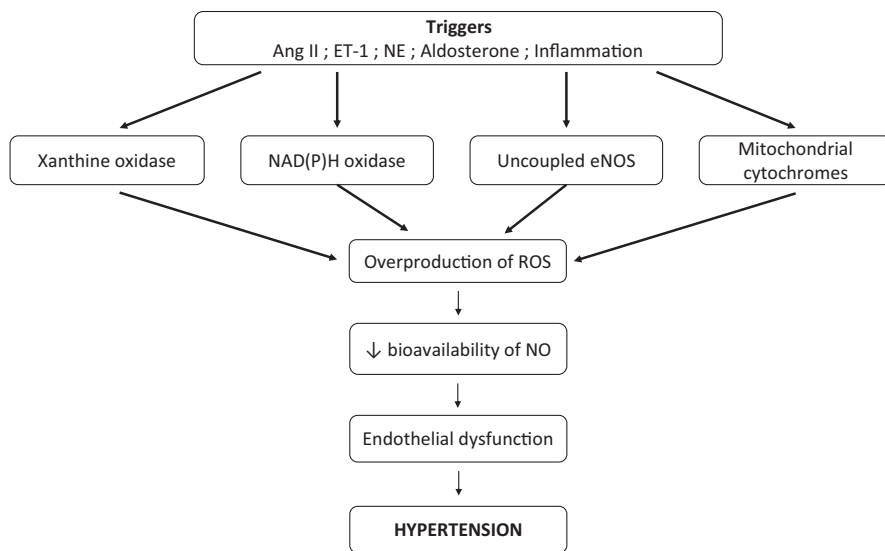 Triggers
Ang II ; ET-1 ; NE ; Aldosterone ; Inflammation
Xanthine oxidase
NAD(P)H oxidase
Uncoupled eNOS
Mitochondrial
cytochromes
Overproduction of ROS
↓ bioavailability of NO
Endothelial dysfunction
HYPERTENSION